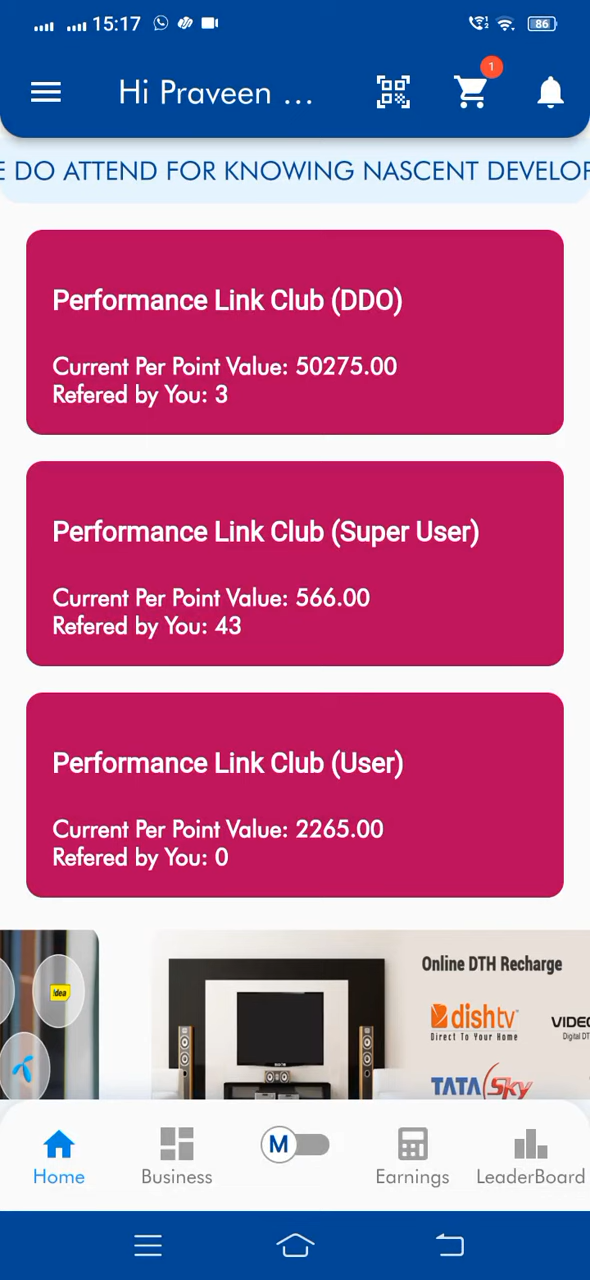 15:17
86
1
Hi Praveen ...
DO ATTEND FOR KNOWING NASCENT
Performance Link Club (DDO)
Current Per Point Value: 50275.00
Refered by You: 3
Performance Link Club (Super User)
Current Per Point Value: 566.00
Refered by You: 43
Performance Link Club (User)
Current Per Point Value: 2265.00
Refered by You: 0
Online DTH Recharge
Idea
dishtv
Direct To Your Home
Digital
TATA Sky
M
Home
Business
Earnings
LeaderBoard